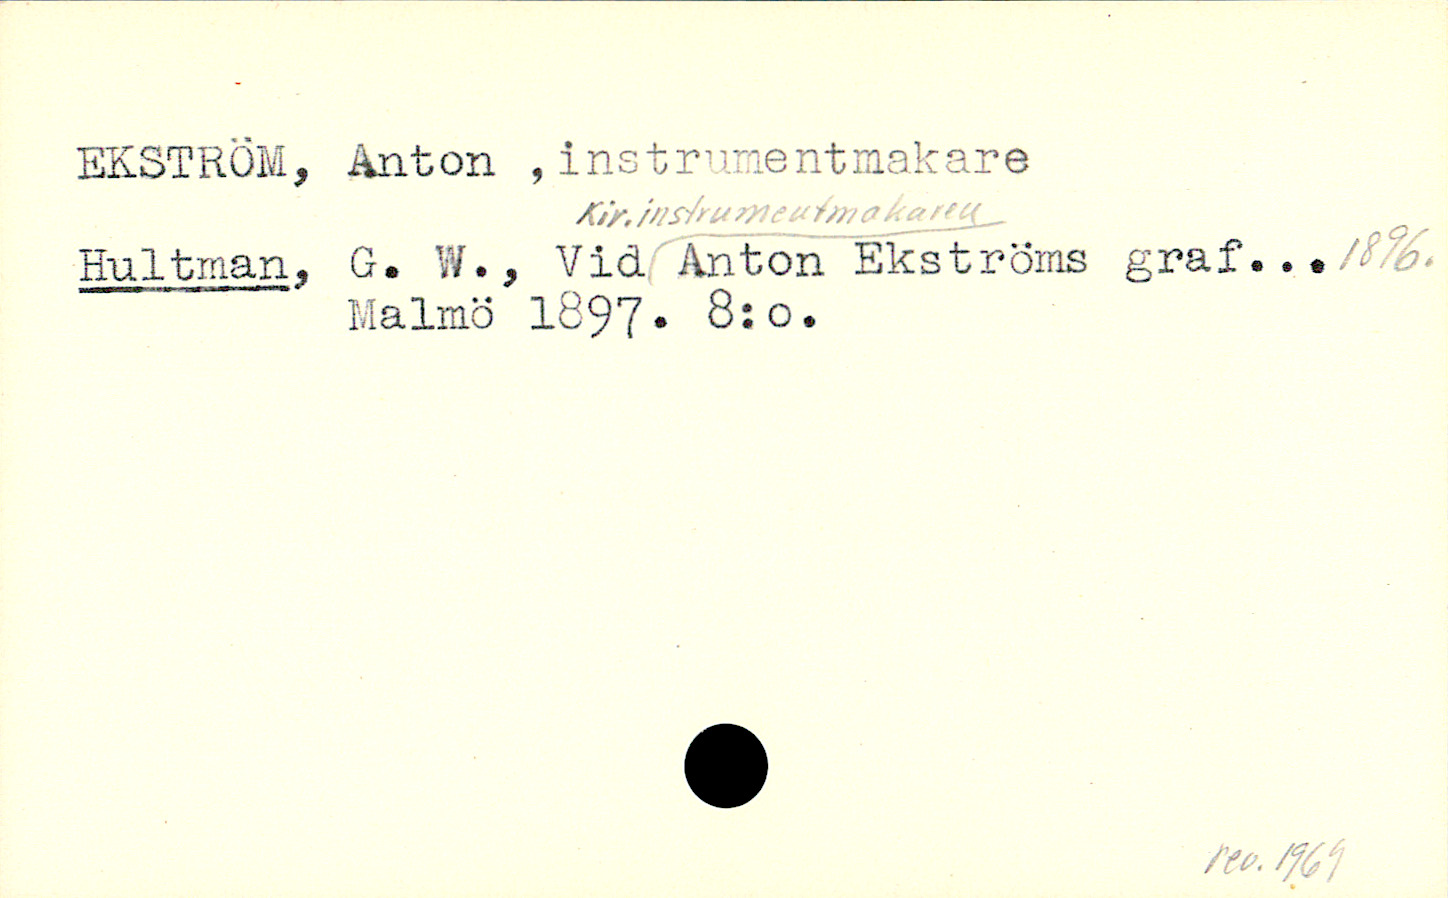 EKSTRÖM, Anton , instrumentmakare
Kir. instrumentmakaren
Hultman, G. W., Vid Anton Ekströms graf... 1896.
Malmö 1897. 8:o.
rev. 1969